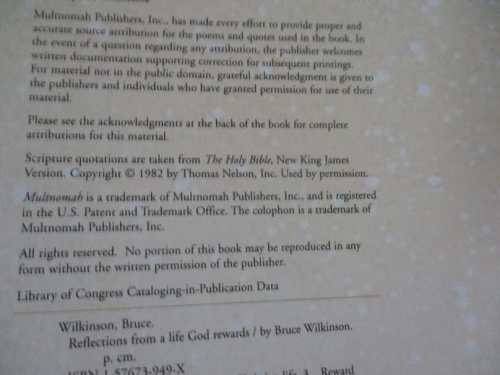 Multnomah Publishers, Inc., has made every effort to provide proper and
accurate source attribution for the poems and quotes used in the book. In
the event of a question regarding any attribution, the publisher welcomes
written documentation supporting correction for subsequent printings.
For material not in the public domain, grateful acknowledgment is given to
the publishers and individuals who have granted permission for use of their
material.
Please see the acknowledgments at the back of the book for complete
attributions for this material.
Scripture quotations are taken from The Holy Bible, New King James
Version. Copyright © 1982 by Thomas Nelson, Inc. Used by permission.
Multnomah is a trademark of Multnomah Publishers, Inc., and is registered
in the U.S. Patent and Trademark Office. The colophon is a trademark of
Multnomah Publishers, Inc.
All rights reserved. No portion of this book may be reproduced in any
form without the written permission of the publisher.
Library of Congress Cataloging-in-Publication Data
Wilkinson, Bruce.
Reflections from a life God rewards / by Bruce Wilkinson.
p. cm.
ISBN 1-57673-949-X
life. 3. Reward